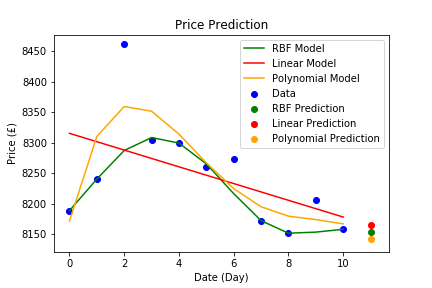 Price Prediction
RBF Model
Linear Model
Polynomial Model
Data
RBF Prediction
Linear Prediction
Polynomial Prediction
8450
8400
8350
8300
8250
8200
8150
Price (£)
0
2
4
6
8
10
Date (Day)